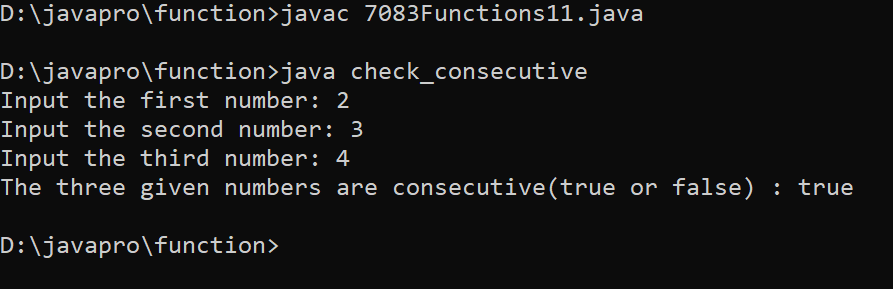 D:\javapro\function>javac 7083Functions11.java
D:\javapro\function>java check_consecutive
Input the first number: 2
Input the second number: 3
Input the third number: 4
The three given numbers are consecutive(true or false) : true
D:\javapro\function>